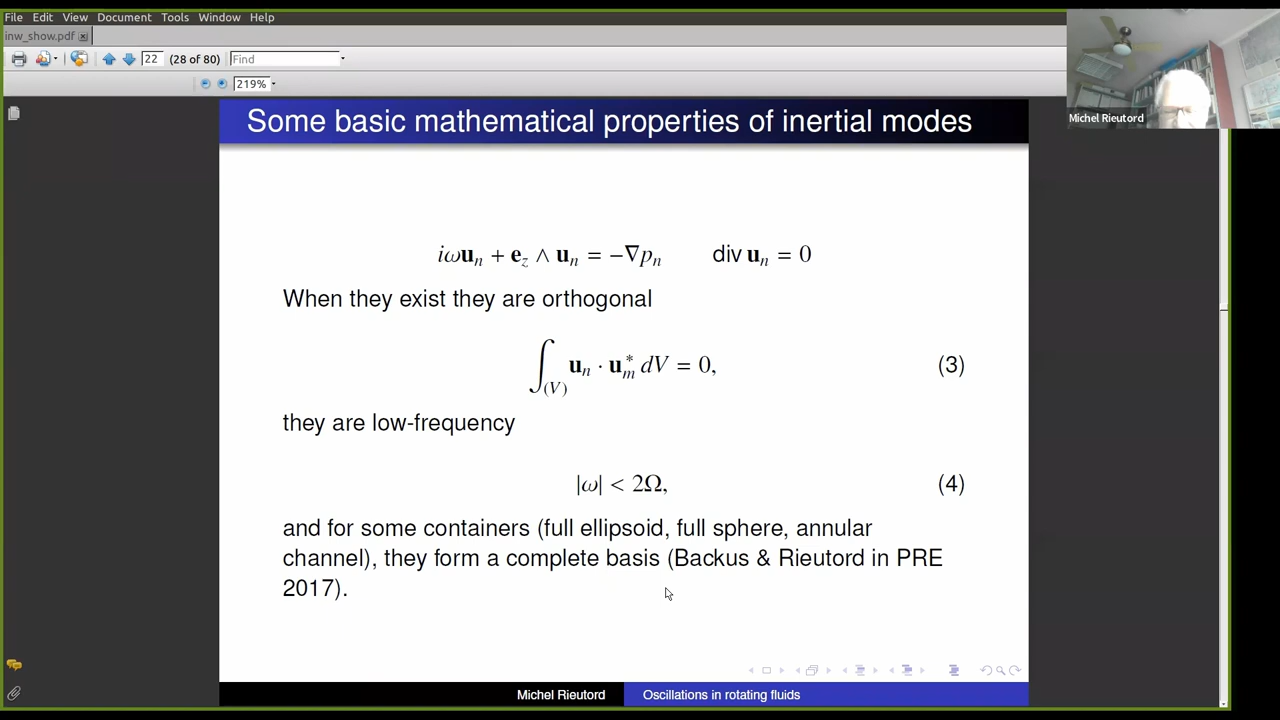 File Edit View Document Tools Window Help
inw_show.pdf
22 (28 of 80) Find
219%
Michel Rieutord
Some basic mathematical properties of inertial modes
iωu_n + e_z ∧ u_n = −∇p_n div u_n = 0
When they exist they are orthogonal
∫_(V) u_n · u_m^* dV = 0, (3)
they are low-frequency
|ω| < 2Ω, (4)
and for some containers (full ellipsoid, full sphere, annular
channel), they form a complete basis (Backus & Rieutord in PRE
2017).
Michel Rieutord Oscillations in rotating fluids